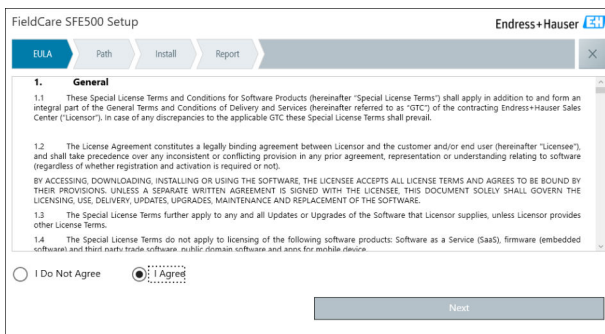 FieldCare SFE500 Setup
Endress+Hauser EH
EULA Path Install Report
1. General
1.1 These Special License Terms and Conditions for Software Products (hereinafter "Special License Terms") shall apply in addition to and form an
integral part of the General Terms and Conditions of Delivery and Services (hereinafter referred to as "GTC") of the contracting Endress+Hauser Sales
Center ("Licensor"). In case of any discrepancies to the applicable GTC these Special License Terms shall prevail.
1.2 The License Agreement constitutes a legally binding agreement between Licensor and the customer and/or end user (hereinafter "Licensee"),
and shall take precedence over any inconsistent or conflicting provision in any prior agreement, representation or understanding relating to software
(regardless of whether registration and activation is required or not).
BY ACCESSING, DOWNLOADING, INSTALLING OR USING THE SOFTWARE, THE LICENSEE ACCEPTS ALL LICENSE TERMS AND AGREES TO BE BOUND BY
THEIR PROVISIONS. UNLESS A SEPARATE WRITTEN AGREEMENT IS SIGNED WITH THE LICENSEE, THIS DOCUMENT SOLELY SHALL GOVERN THE
LICENSING, USE, DELIVERY, UPDATES, UPGRADES, MAINTENANCE AND REPLACEMENT OF THE SOFTWARE.
1.3 The Special License Terms further apply to any and all Updates or Upgrades of the Software that Licensor supplies, unless Licensor provides
other License Terms.
1.4 The Special License Terms do not apply to licensing of the following software products: Software as a Service (SaaS), firmware (embedded
software) and third party trade software, public domain software and apps for mobile device.
I Do Not Agree I Agree
Next